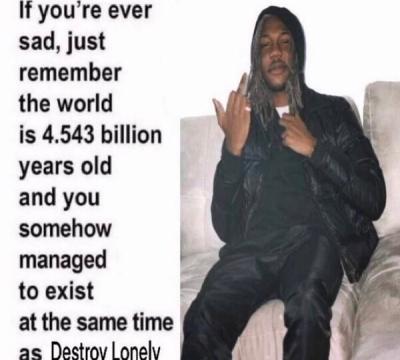 If you're ever
sad, just
remember
the world
is 4.543 billion
years old
and you
somehow
managed
to exist
at the same time
as Destroy Lonely